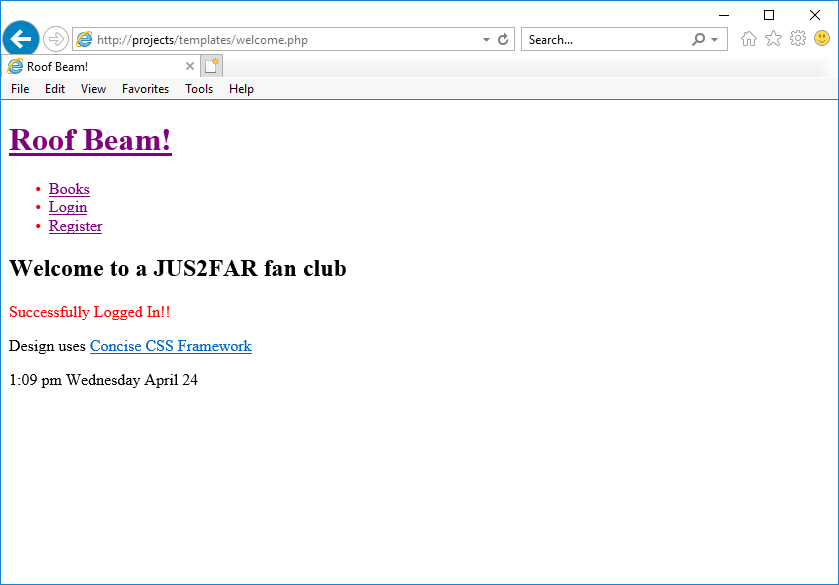 http://projects/templates/welcome.php
Search...
Roof Beam!
File Edit View Favorites Tools Help
Roof Beam!
• Books
• Login
• Register
Welcome to a JUS2FAR fan club
Successfully Logged In!!
Design uses Concise CSS Framework
1:09 pm Wednesday April 24